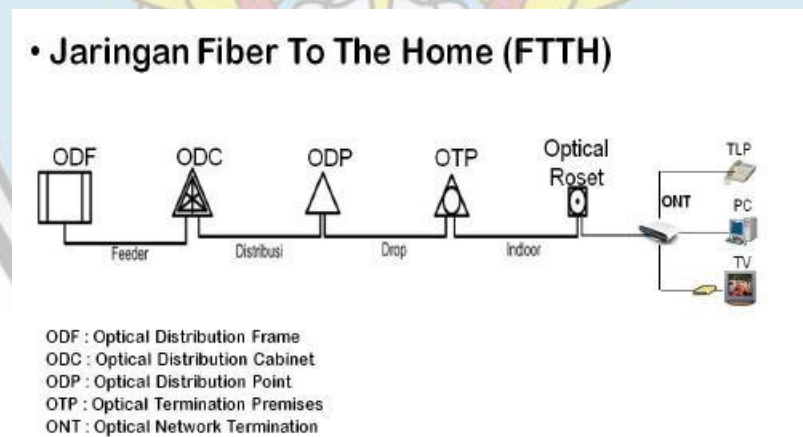 • Jaringan Fiber To The Home (FTTH)
ODF
ODC
ODP
OTP
Optical
Roset
TLP
ONT
PC
TV
Feeder
Distribusi
Drop
Indoor
ODF : Optical Distribution Frame
ODC : Optical Distribution Cabinet
ODP : Optical Distribution Point
OTP : Optical Termination Premises
ONT : Optical Network Termination